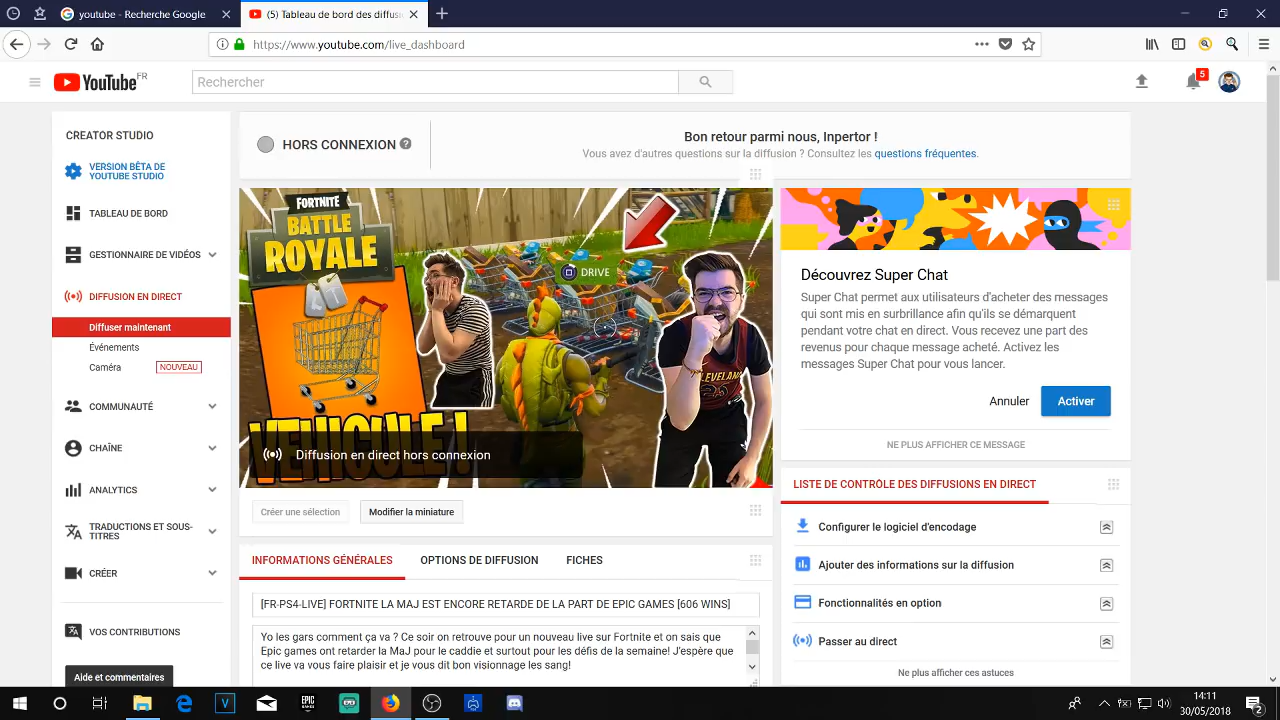 recherche - Recherche Google
(5) Tableau de bord des diffus
https://www.youtube.com/live_dashboard
YouTube FR
Rechercher
5
CREATOR STUDIO
VERSION BÊTA DE
YOUTUBE STUDIO
TABLEAU DE BORD
GESTIONNAIRE DE VIDÉOS
DIFFUSION EN DIRECT
Diffuser maintenant
Événements
Caméra
NOUVEAU
COMMUNAUTÉ
CHAÎNE
ANALYTICS
TRADUCTIONS ET SOUS-
TITRES
CRÉER
VOS CONTRIBUTIONS
Aide et commentaires
HORS CONNEXION ?
Bon retour parmi nous, Inpertor !
Vous avez d'autres questions sur la diffusion ? Consultez les questions fréquentes.
FORTNITE
BATTLE
ROYALE
DRIVE
CLEVELAND
606
VEHICULE !
Diffusion en direct hors connexion
Créer une sélection
Modifier la miniature
INFORMATIONS GÉNÉRALES
OPTIONS DE DIFFUSION
FICHES
[FR-PS4-LIVE] FORTNITE LA MAJ EST ENCORE RETARDE DE LA PART DE EPIC GAMES [606 WINS]
Yo les gars comment ça va ? Ce soir on retrouve pour un nouveau live sur Fortnite et on sais que
Epic games ont retarder la MaJ pour le caddie et surtout pour les défis de la semaine! J'espère que
ce live va vous faire plaisir et je vous dit bon visionnage les sang!
Découvrez Super Chat
Super Chat permet aux utilisateurs d'acheter des messages
qui sont mis en surbrillance afin qu'ils se démarquent
pendant votre chat en direct. Vous recevez une part des
revenus pour chaque message acheté. Activez les
messages Super Chat pour vous lancer.
Annuler
Activer
NE PLUS AFFICHER CE MESSAGE
LISTE DE CONTRÔLE DES DIFFUSIONS EN DIRECT
Configurer le logiciel d'encodage
Ajouter des informations sur la diffusion
Fonctionnalités en option
Passer au direct
Ne plus afficher ces astuces
EPIC
GAMES
14:11
30/05/2018
2